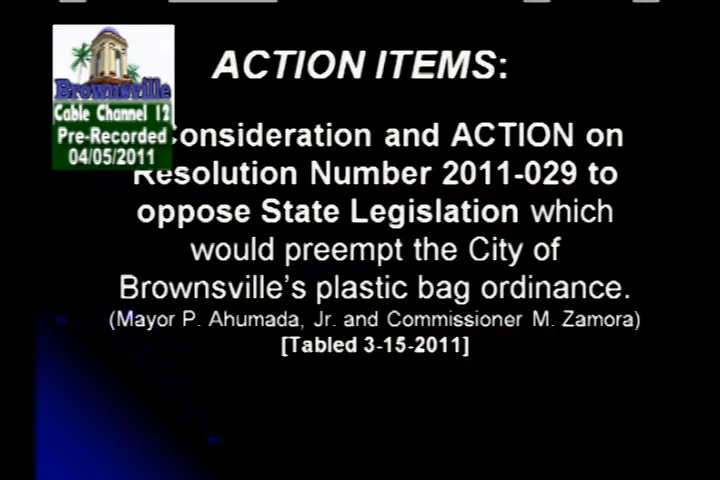 ACTION ITEMS:
Brownsville
Cable Channel 12
Pre-Recorded
04/05/2011
Consideration and ACTION on
Resolution Number 2011-029 to
oppose State Legislation which
would preempt the City of
Brownsville's plastic bag ordinance.
(Mayor P. Ahumada, Jr. and Commissioner M. Zamora)
[Tabled 3-15-2011]